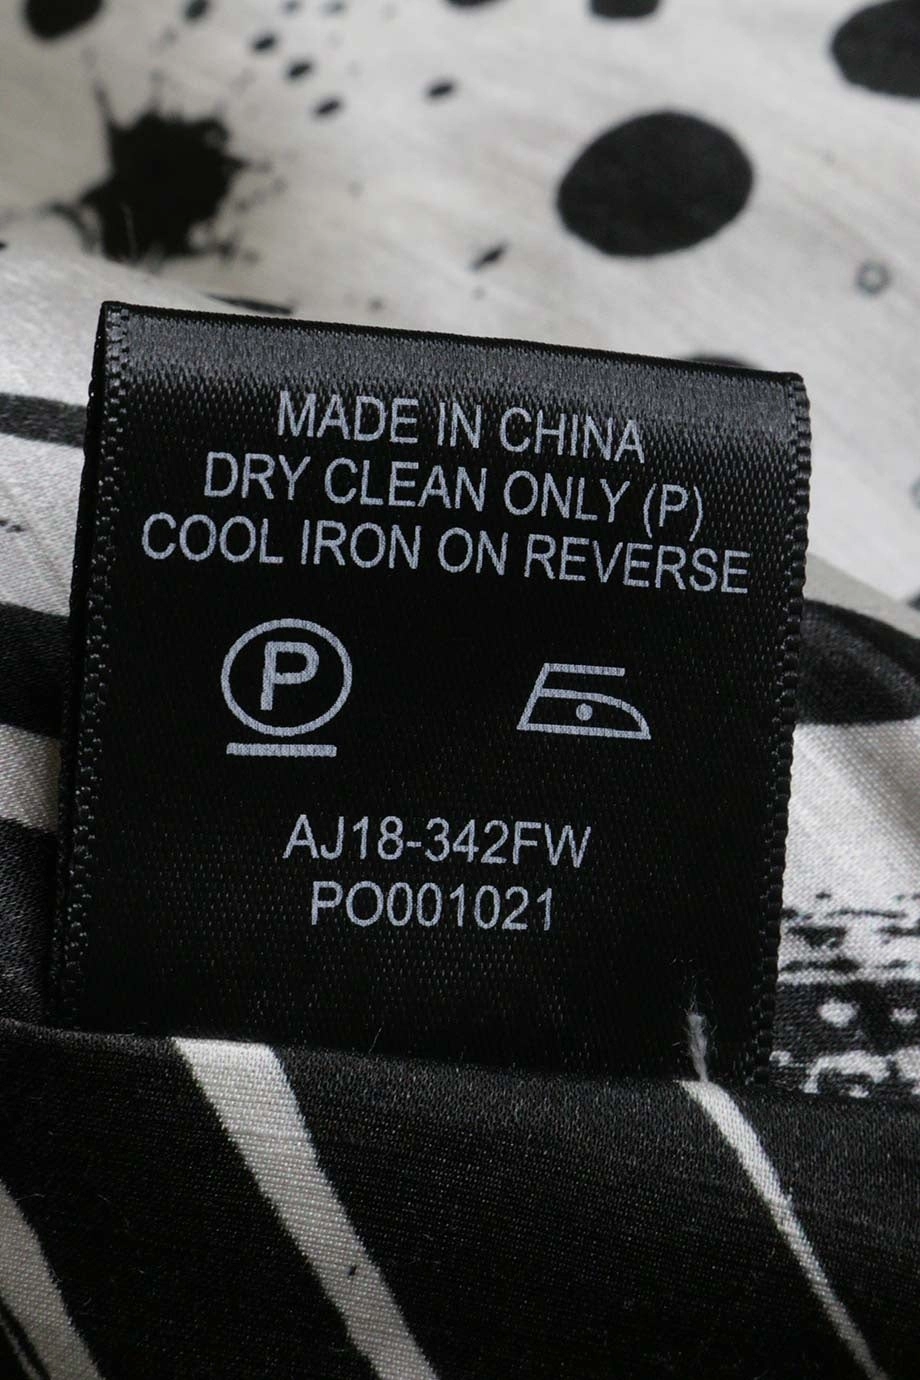 MADE IN CHINA
DRY CLEAN ONLY (P)
COOL IRON ON REVERSE
P
AJ18-342FW
PO001021